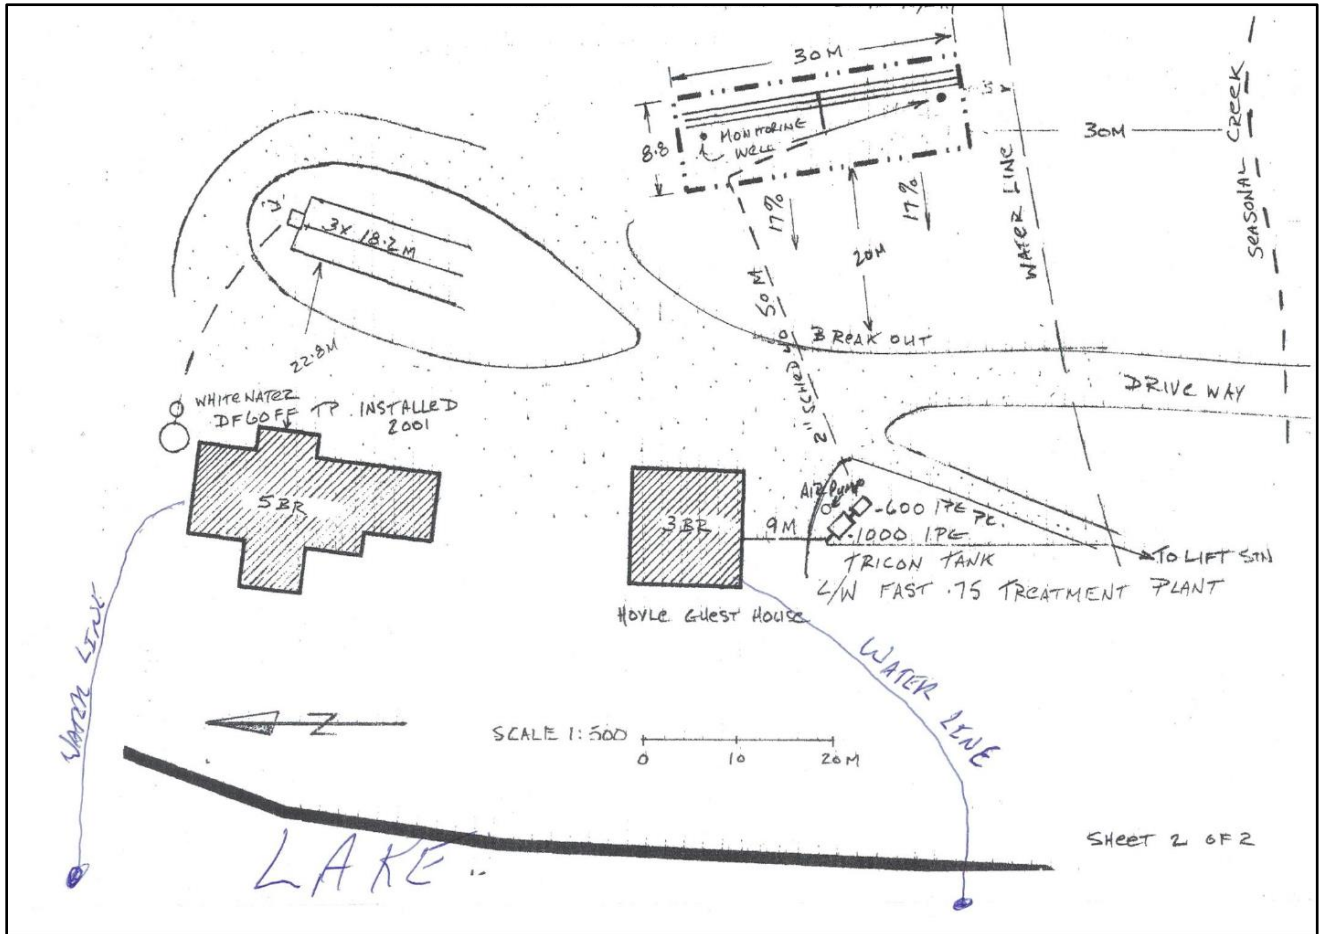 30M
8.8
MONITORING
WELL
30M
SEASONAL CREEK
WATER LINE
17%
17%
20M
3x 18.2M
22.8M
50M
2" SCHED 40
BREAK OUT
DRIVE WAY
WHITEWATER
DF60FF TP INSTALLED
2001
5BR
3BR
9M
AIR PUMP
600 IPE PC.
1000 IPE
TRICON TANK
C/W FAST .75 TREATMENT PLANT
TO LIFT STN
HOYLE GUEST HOUSE
WATER LINE
WATER LINE
N
SCALE 1:500
0 10 20M
LAKE
SHEET 2 OF 2